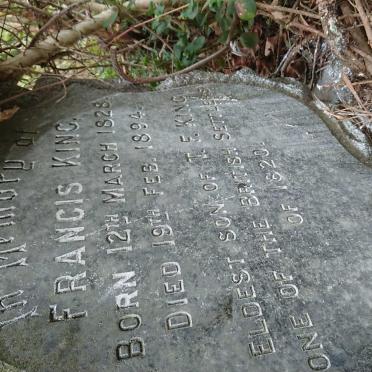 In Memory of
FRANCIS KING.
BORN 12TH MARCH 1828.
DIED 19TH FEB. 1894.
ELDEST SON OF T. E. KING
ONE OF THE BRITISH SETTLERS
OF 1820.